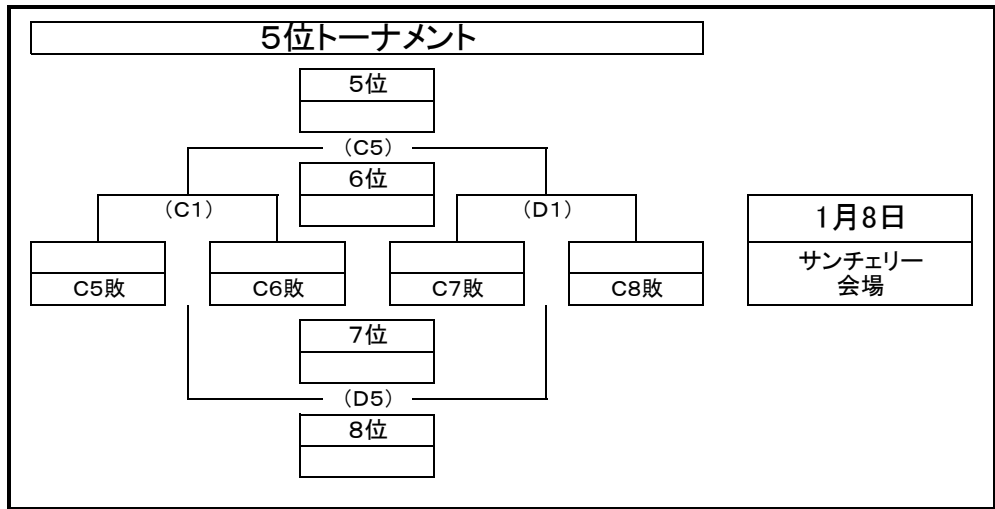 ５位トーナメント
５位
（C5）
６位
（C1）
（D1）
1月8日
サンチェリー
会場
C5敗
C6敗
C7敗
C8敗
７位
（D5）
８位